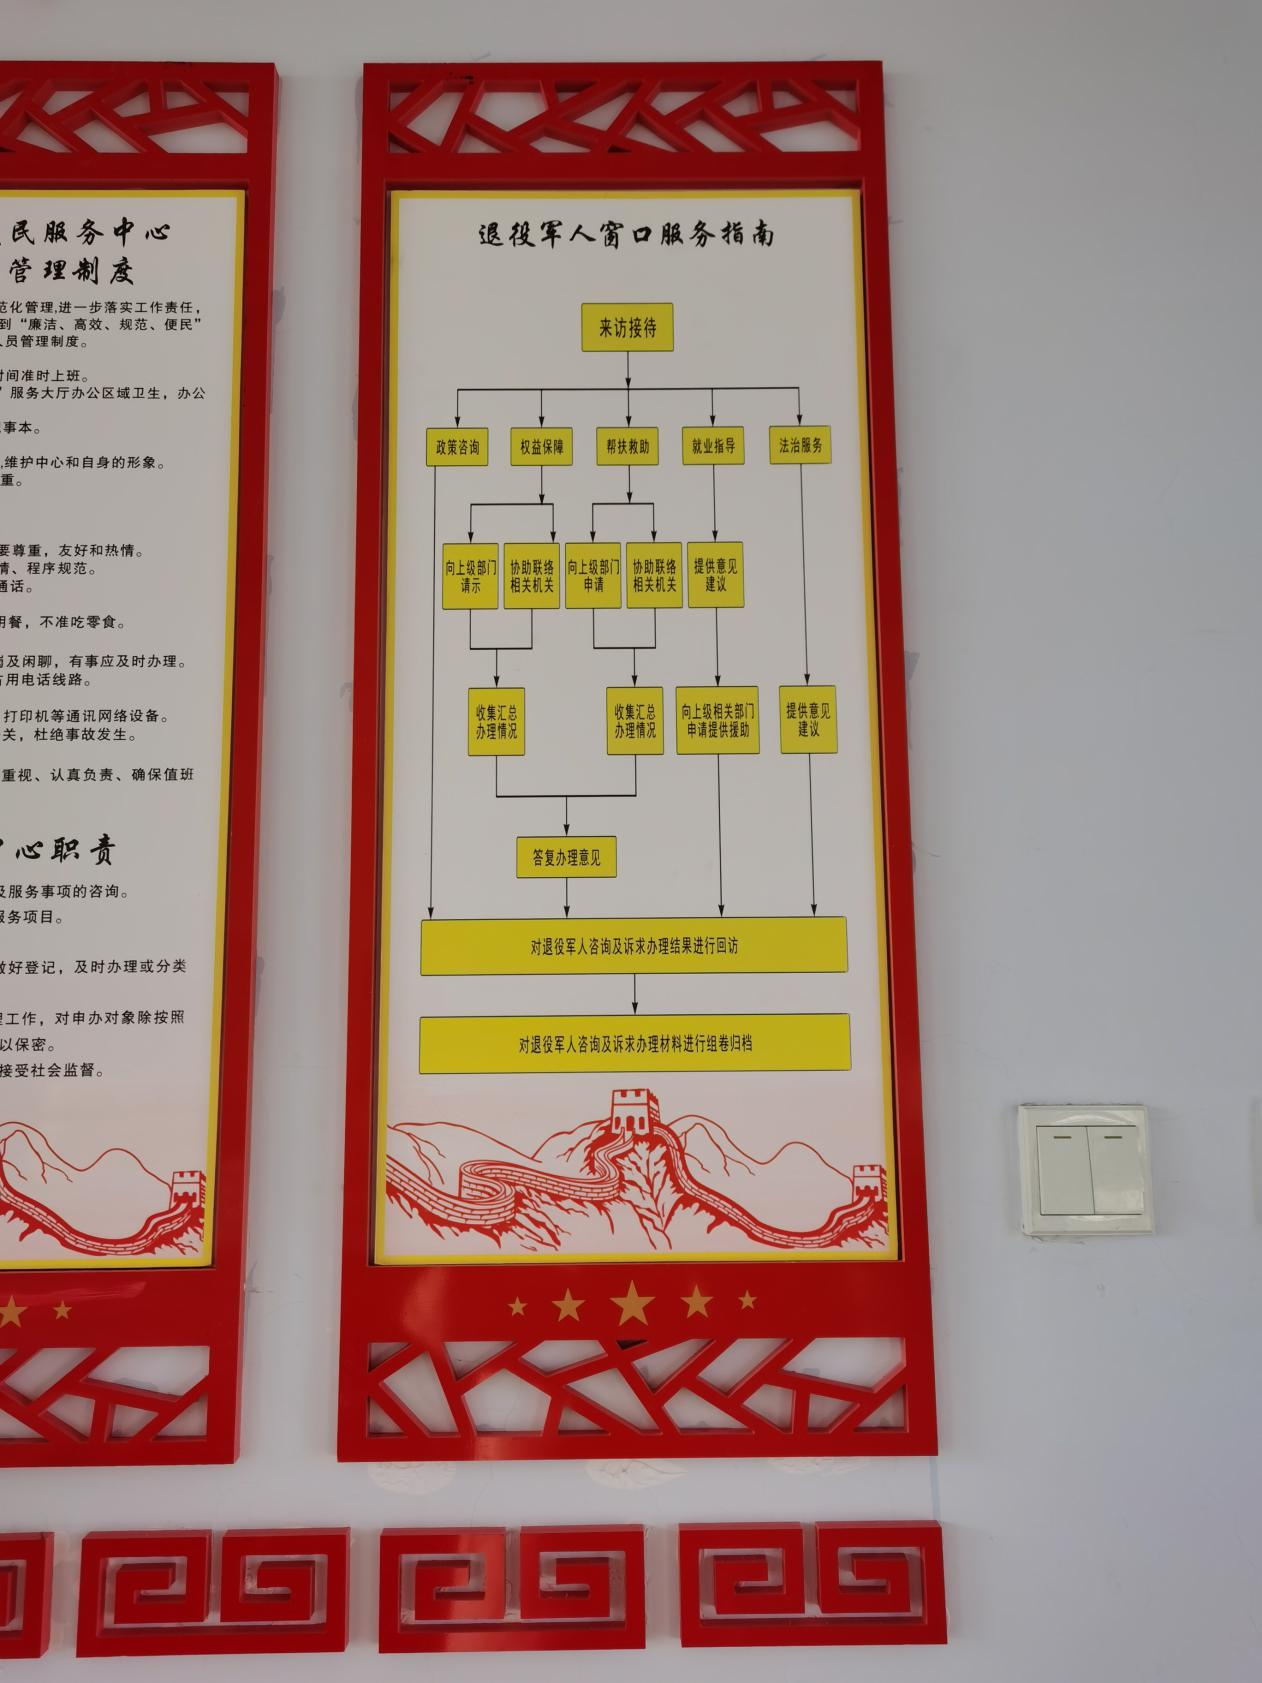 民服务中心
管理制度
范化管理,进一步落实工作责任,
到“廉洁、高效、规范、便民”
人员管理制度。
时间准时上班。
”服务大厅办公区域卫生，办公
事本。
,维护中心和自身的形象。
重。
要尊重，友好和热情。
情、程序规范。
通话。
用餐，不准吃零食。
岗及闲聊，有事应及时办理。
占用电话线路。
打印机等通讯网络设备。
关，杜绝事故发生。
重视、认真负责、确保值班
中心职责
及服务事项的咨询。
服务项目。
做好登记，及时办理或分类
理工作，对申办对象除按照
以保密。
接受社会监督。
退役军人窗口服务指南
来访接待
政策咨询 权益保障 帮扶救助 就业指导 法治服务
向上级部门 协助联络 向上级部门 协助联络 提供意见
请示 相关机关 申请 相关机关 建议
收集汇总 收集汇总 向上级相关部门 提供意见
办理情况 办理情况 申请提供援助 建议
答复办理意见
对退役军人咨询及诉求办理结果进行回访
对退役军人咨询及诉求办理材料进行组卷归档